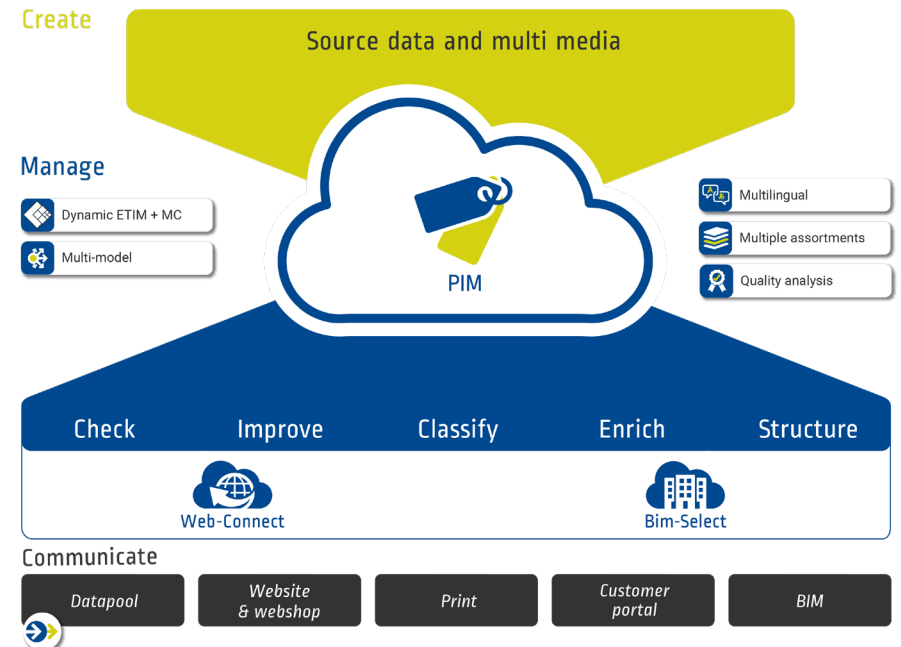 Create
Source data and multi media
Manage
Dynamic ETIM + MC
Multi-model
Multilingual
Multiple assortments
Quality analysis
PIM
Check
Improve
Classify
Enrich
Structure
Web-Connect
Bim-Select
Communicate
Datapool
Website
& webshop
Print
Customer
portal
BIM